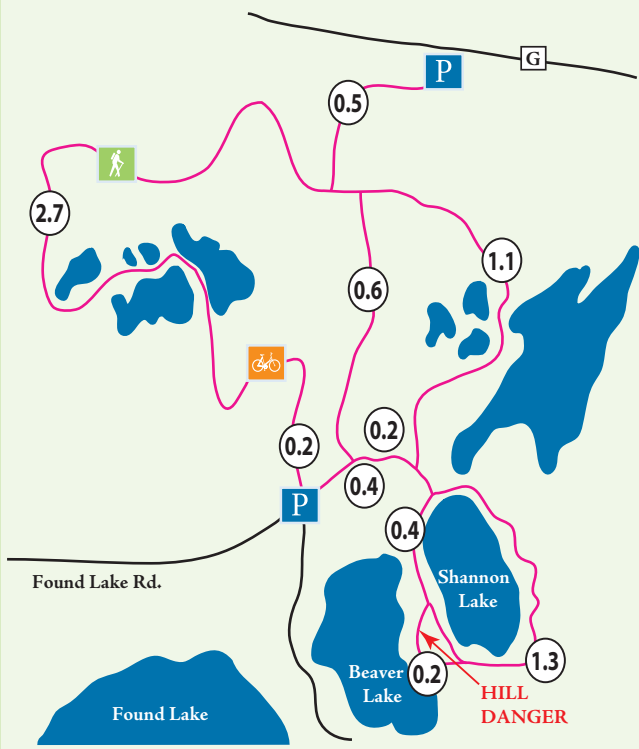 G
P
0.5
2.7
1.1
0.6
0.2
0.2
0.4
P
0.4
Found Lake Rd.
Shannon
Lake
1.3
Beaver
Lake
0.2
HILL
DANGER
Found Lake